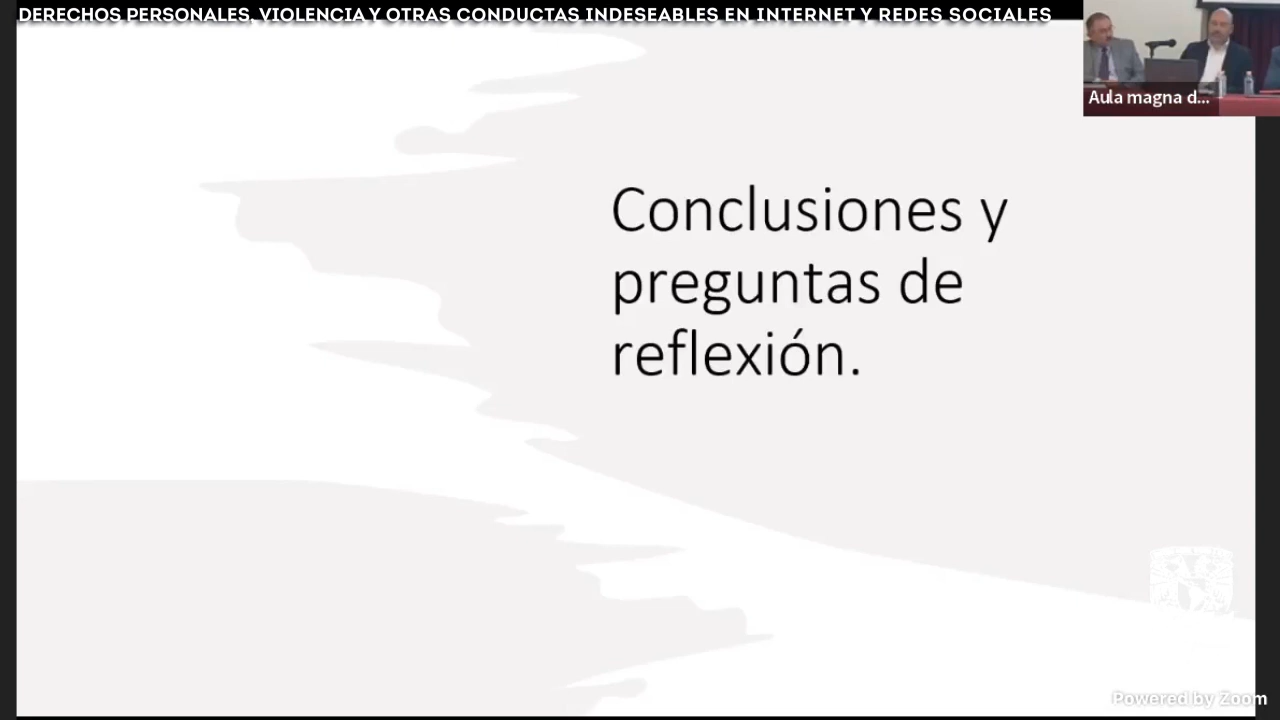 DERECHOS PERSONALES, VIOLENCIA Y OTRAS CONDUCTAS INDESEABLES EN INTERNET Y REDES SOCIALES
Aula magna d...
Conclusiones y
preguntas de
reflexión.
Powered by Zoom